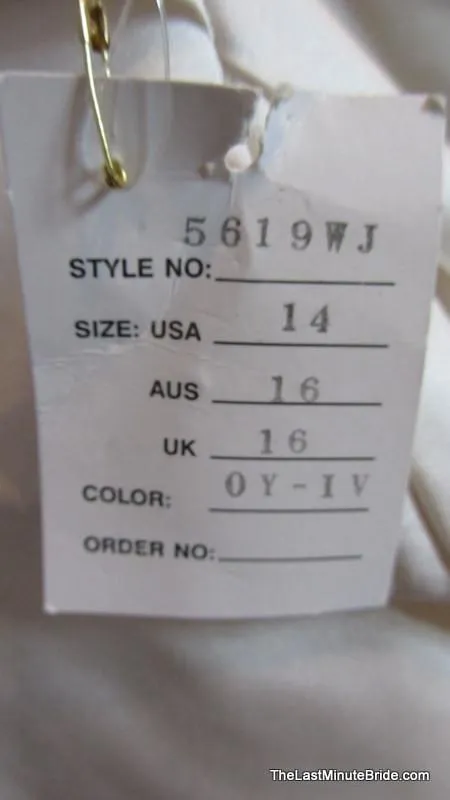 5619WJ
STYLE NO:
SIZE: USA 14
AUS 16
UK 16
COLOR: OY-IV
ORDER NO:
TheLastMinuteBride.com